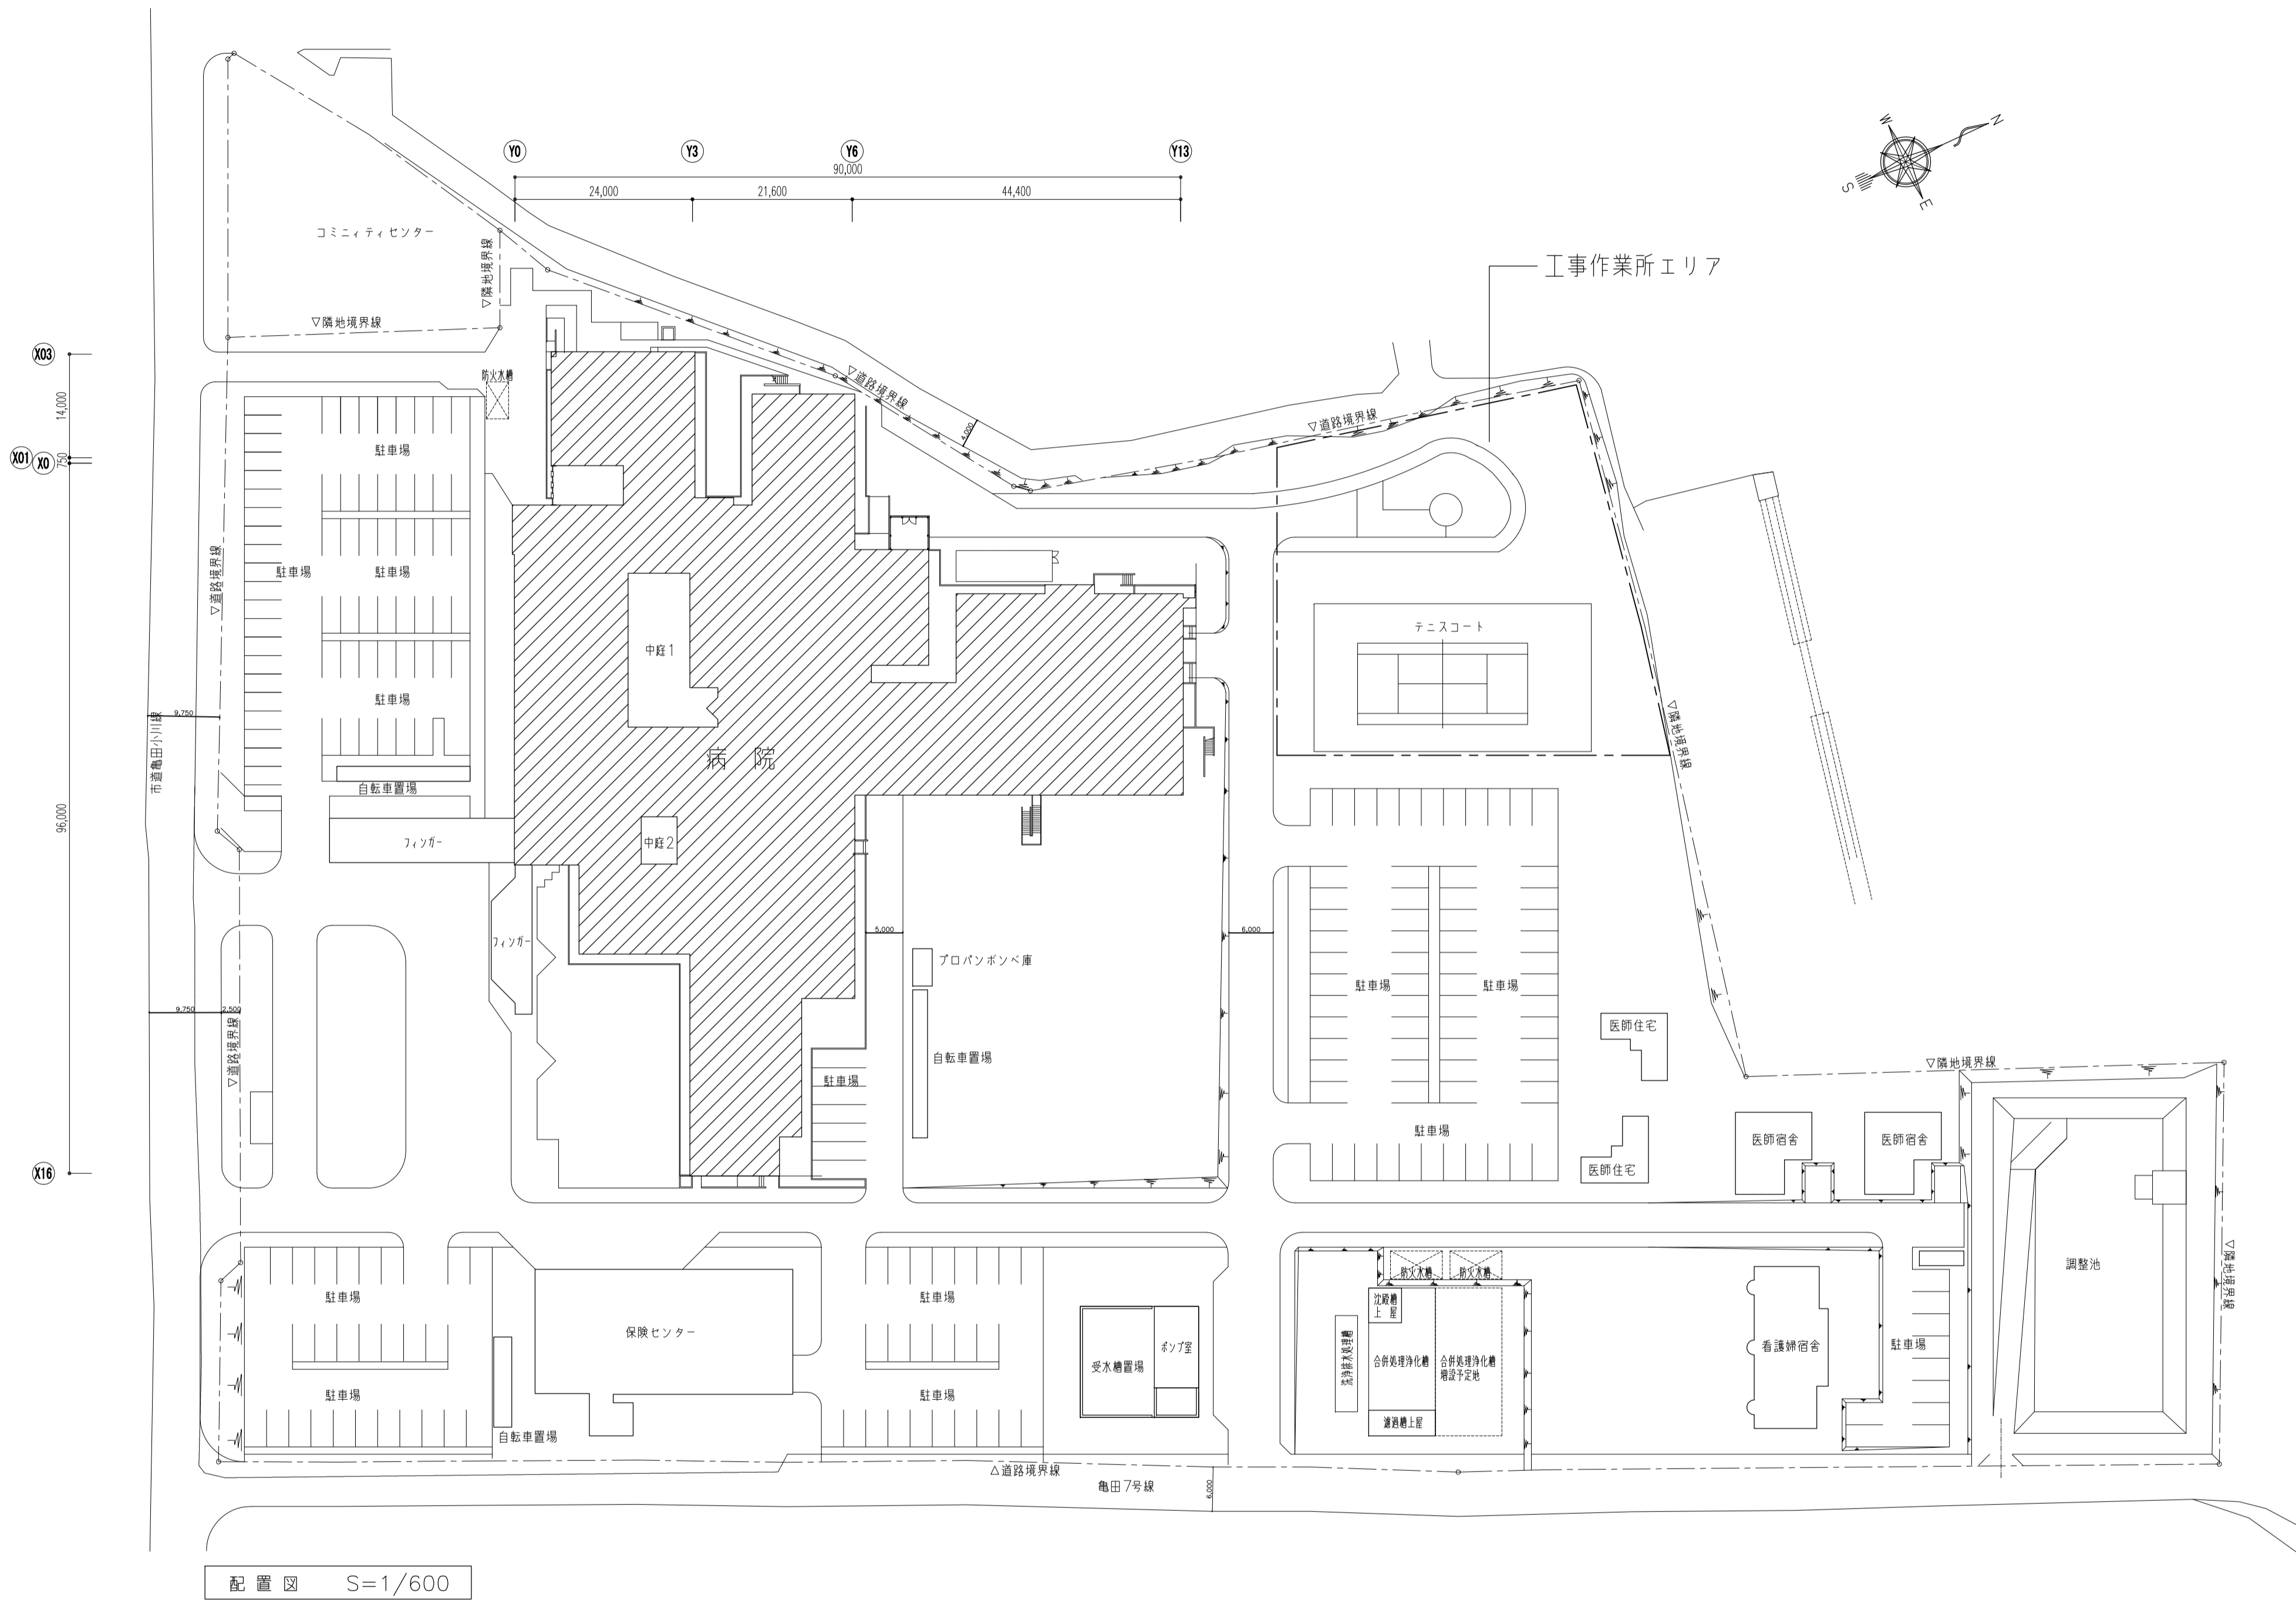 Y0
Y3
Y6
Y13
90,000
24,000
21,600
44,400
N
W
S
E
コミニィティセンター
▽隣地境界線
工事作業所エリア
▽隣地境界線
X03
14,000
防火水槽
▽道路境界線
4,000
▽道路境界線
駐車場
X01
X0
750
▽道路境界線
駐車場
駐車場
テニスコート
中庭1
駐車場
9,750
市道亀田小川線
▽隣地境界線
病 院
自転車置場
96,000
フィンガー
中庭2
フィンガー
5,000
6,000
プロパンボンベ庫
駐車場
駐車場
9,750
2,500
▽道路境界線
医師住宅
自転車置場
▽隣地境界線
駐車場
駐車場
医師宿舎
医師宿舎
X16
医師住宅
調整池
▽隣地境界線
防火水槽
防火水槽
駐車場
駐車場
沈殿槽
上 屋
保険センター
ポンプ室
受水槽置場
洗浄排水処理槽
合併処理浄化槽
合併処理浄化槽
増設予定地
看護婦宿舎
駐車場
駐車場
駐車場
濾過槽上屋
自転車置場
△道路境界線
亀田7号線
6,000
配置図 S=1/600